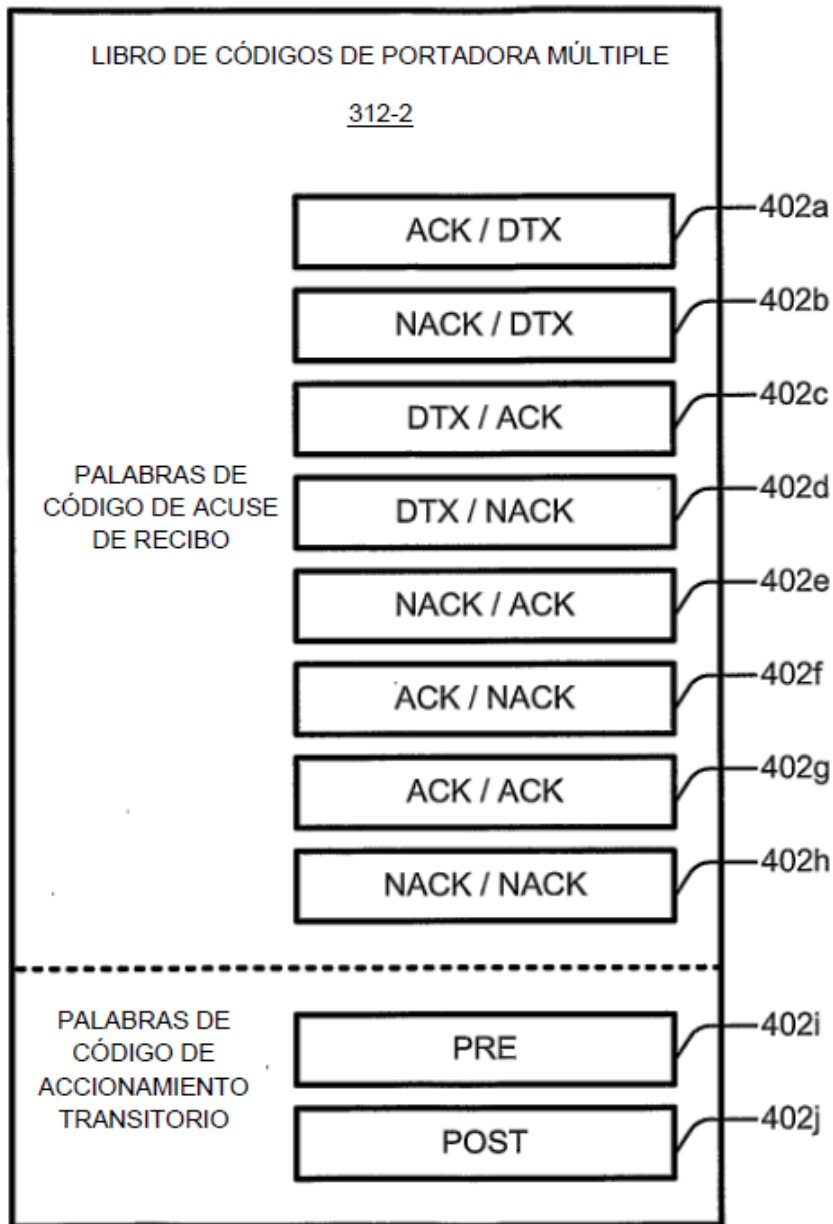 LIBRO DE CÓDIGOS DE PORTADORA MÚLTIPLE
312-2
ACK / DTX
402a
NACK / DTX
402b
DTX / ACK
402c
PALABRAS DE
CÓDIGO DE ACUSE
DE RECIBO
DTX / NACK
402d
NACK / ACK
402e
ACK / NACK
402f
ACK / ACK
402g
NACK / NACK
402h
PALABRAS DE
CÓDIGO DE
ACCIONAMIENTO
TRANSITORIO
PRE
402i
POST
402j